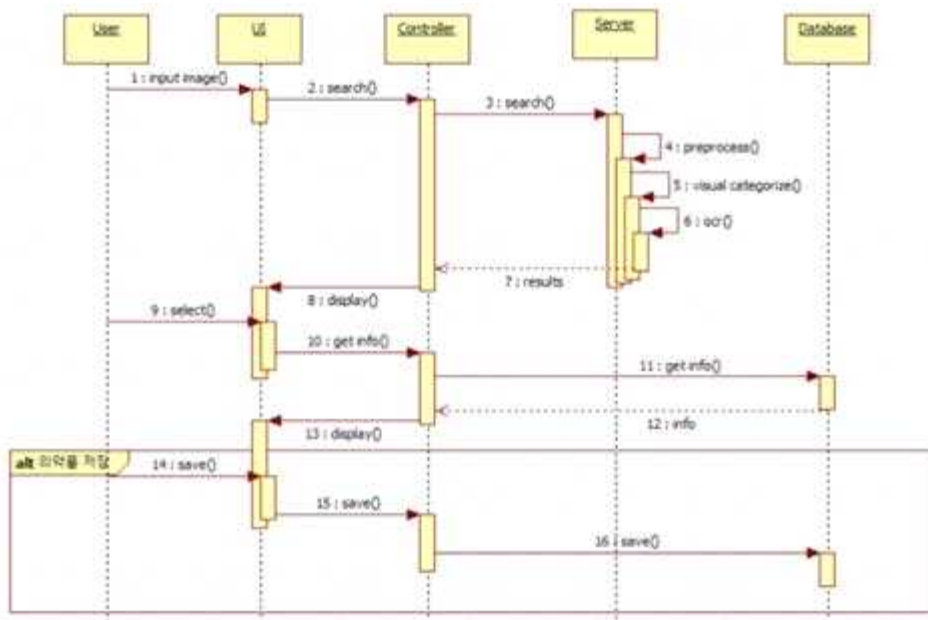 User
UI
Controller
Server
Database
1 : input image()
2 : search()
3 : search()
4 : preprocess()
5 : visual categorize()
6 : ocr()
7 : results
8 : display()
9 : select()
10 : get info()
11 : get info()
12 : info
13 : display()
alt 의약품 저장
14 : save()
15 : save()
16 : save()